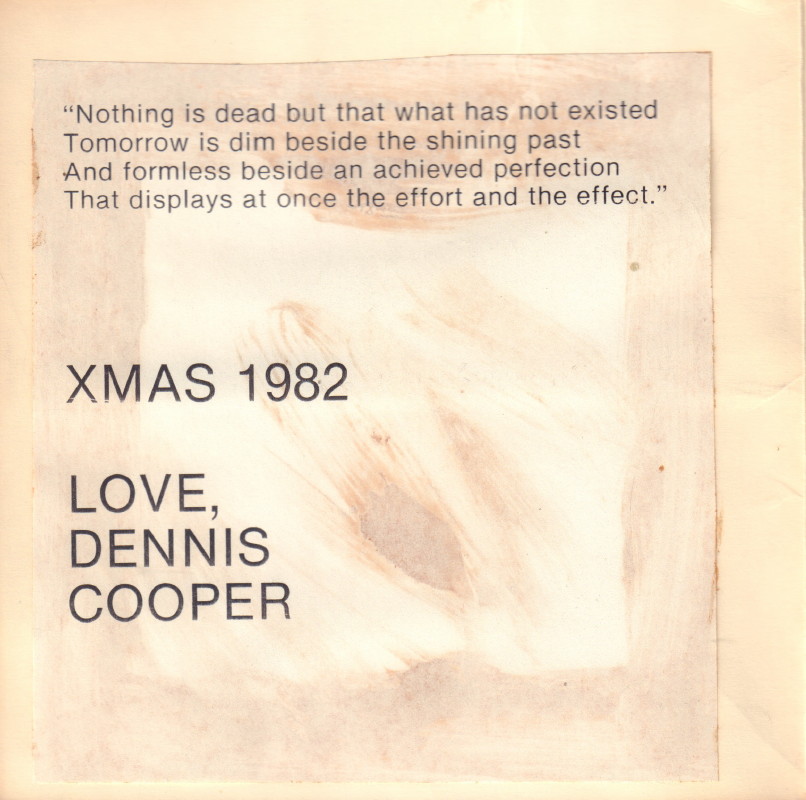 “Nothing is dead but that what has not existed
Tomorrow is dim beside the shining past
And formless beside an achieved perfection
That displays at once the effort and the effect.”
XMAS 1982
LOVE,
DENNIS
COOPER